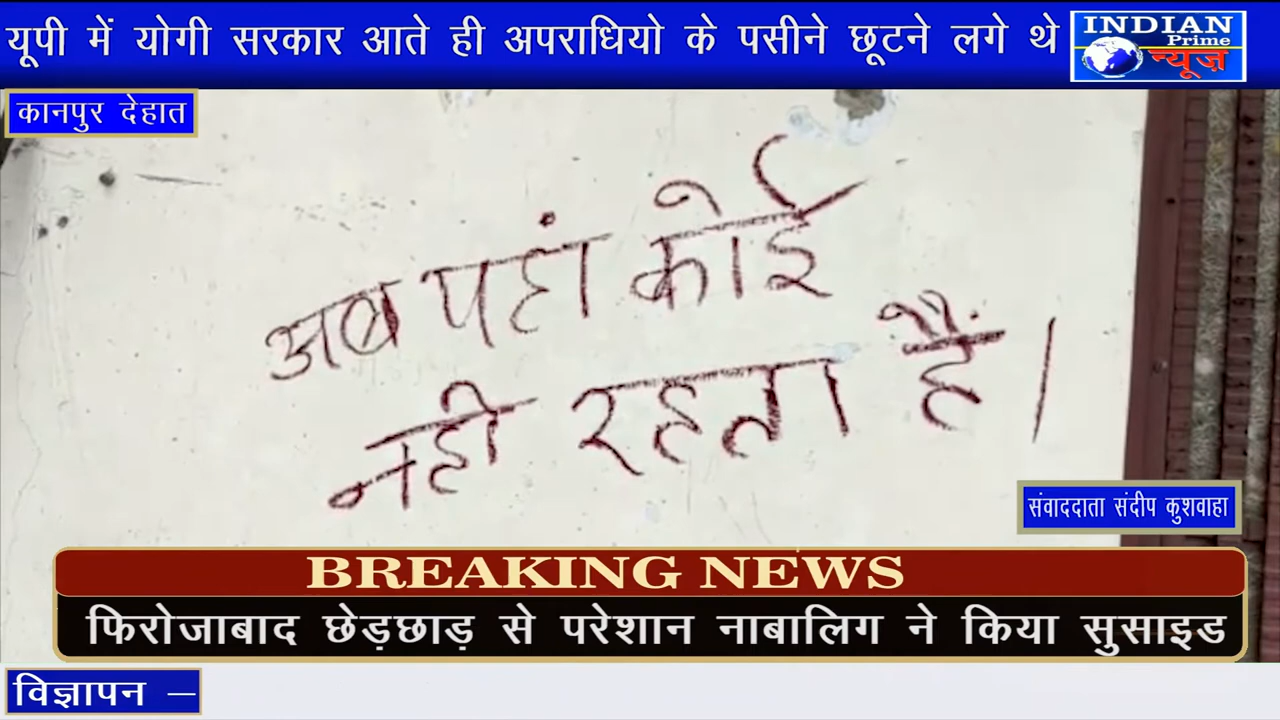 यूपी में योगी सरकार आते ही अपराधियो के पसीने छूटने लगे थे
INDIAN
Prime
न्यूज़
कानपुर देहात
अब यहां कोई
नही रहता हैं।
संवाददाता संदीप कुशवाहा
BREAKING NEWS
फिरोजाबाद छेड़छाड़ से परेशान नाबालिग ने किया सुसाइड
विज्ञापन –